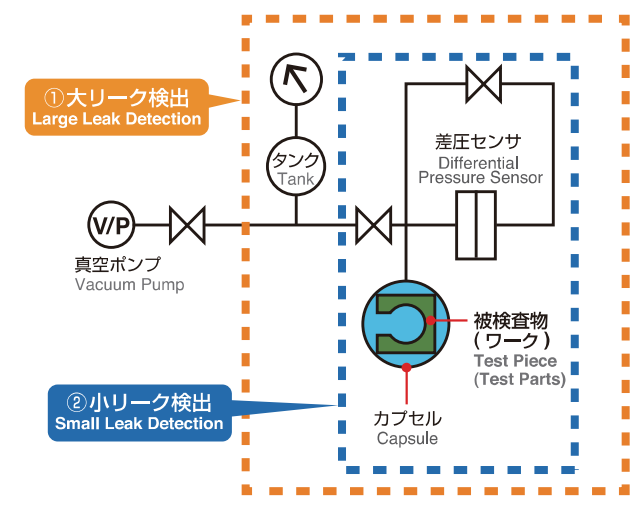 ①大リーク検出
Large Leak Detection
タンク
Tank
差圧センサ
Differential
Pressure Sensor
V/P
真空ポンプ
Vacuum Pump
被検査物
(ワーク)
Test Piece
(Test Parts)
②小リーク検出
Small Leak Detection
カプセル
Capsule